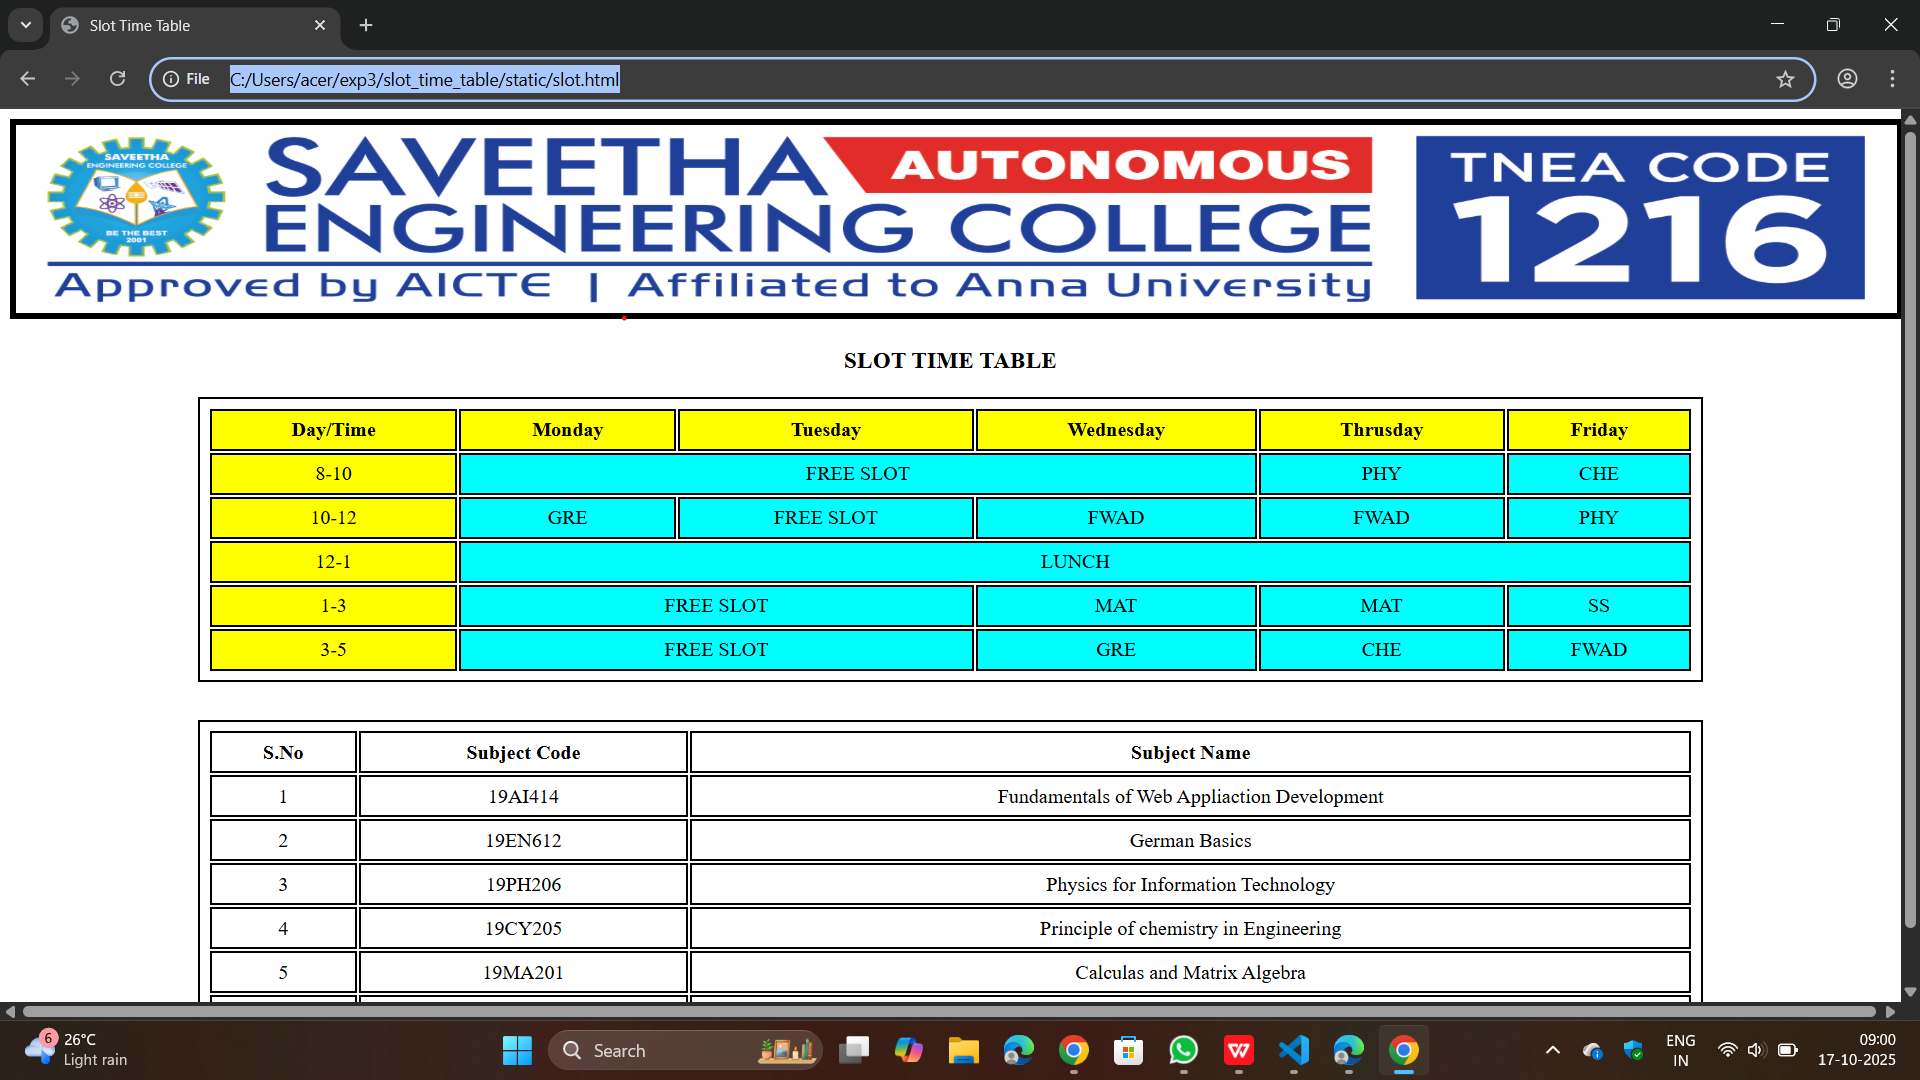 Slot Time Table
File C:/Users/acer/exp3/slot_time_table/static/slot.html
SAVEETHA
ENGINEERING COLLEGE
BE THE BEST
2001
SAVEETHA AUTONOMOUS
ENGINEERING COLLEGE
Approved by AICTE | Affiliated to Anna University
TNEA CODE
1216
SLOT TIME TABLE
Day/Time Monday Tuesday Wednesday Thrusday Friday
8-10 FREE SLOT PHY CHE
10-12 GRE FREE SLOT FWAD FWAD PHY
12-1 LUNCH
1-3 FREE SLOT MAT MAT SS
3-5 FREE SLOT GRE CHE FWAD
S.No Subject Code Subject Name
1 19AI414 Fundamentals of Web Appliaction Development
2 19EN612 German Basics
3 19PH206 Physics for Information Technology
4 19CY205 Principle of chemistry in Engineering
5 19MA201 Calculas and Matrix Algebra
6
26°C
Light rain
Search
W
ENG
IN
09:00
17-10-2025